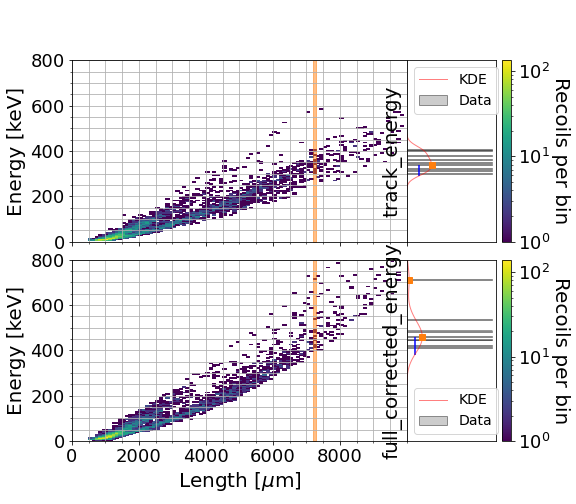 800
600
400
200
0
Energy [keV]
track_energy
KDE
Data
10²
10¹
10⁰
Recoils per bin
800
600
400
200
0
Energy [keV]
full_corrected_energy
KDE
Data
10²
10¹
10⁰
Recoils per bin
0
2000
4000
6000
8000
Length [μm]